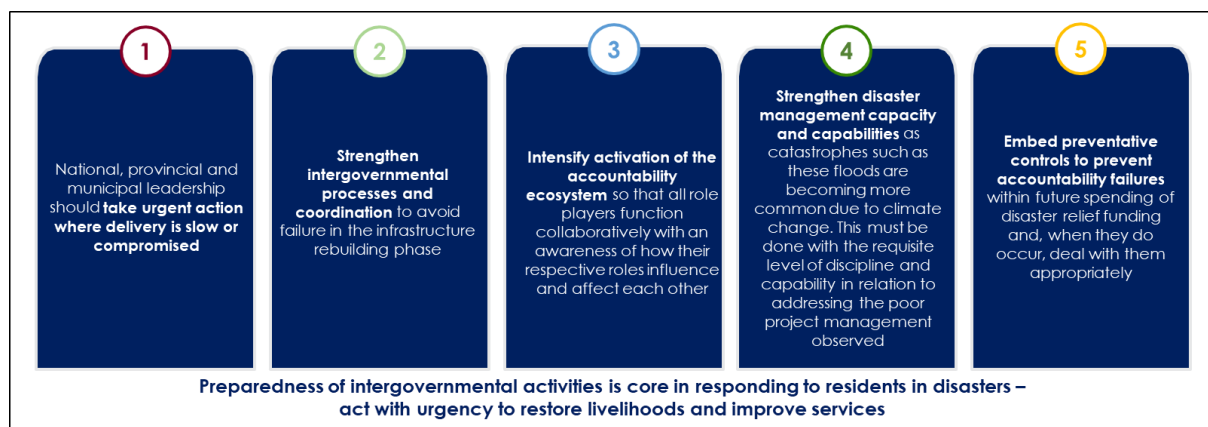 1
National, provincial and
municipal leadership
should take urgent action
where delivery is slow or
compromised
2
Strengthen
intergovernmental
processes and
coordination to avoid
failure in the infrastructure
rebuilding phase
3
Intensify activation of the
accountability
ecosystem so that all role
players function
collaboratively with an
awareness of how their
respective roles influence
and affect each other
4
Strengthen disaster
management capacity
and capabilities as
catastrophes such as
these floods are
becoming more
common due to climate
change. This must be
done with the requisite
level of discipline and
capability in relation to
addressing the poor
project management
observed
5
Embed preventative
controls to prevent
accountability failures
within future spending of
disaster relief funding
and, when they do
occur, deal with them
appropriately
Preparedness of intergovernmental activities is core in responding to residents in disasters –
act with urgency to restore livelihoods and improve services